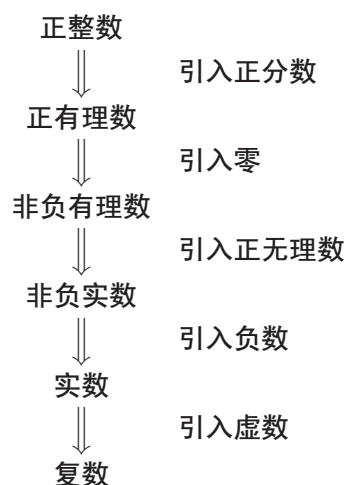 正整数
引入正分数
正有理数
引入零
非负有理数
引入正无理数
非负实数
引入负数
实数
引入虚数
复数